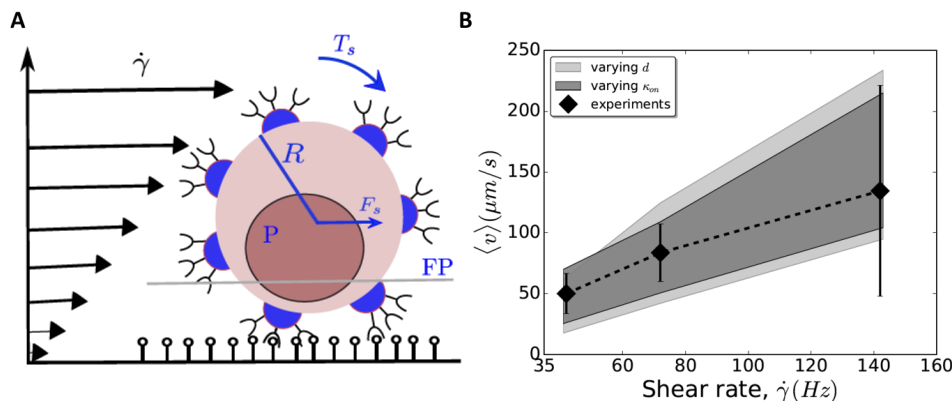 A
γ̇
T_s
R
F_s
P
FP
B
250
200
150
100
50
0
⟨v⟩(μm/s)
varying d
varying κ_on
experiments
35 60 80 100 120 140 160
Shear rate, γ̇(Hz)